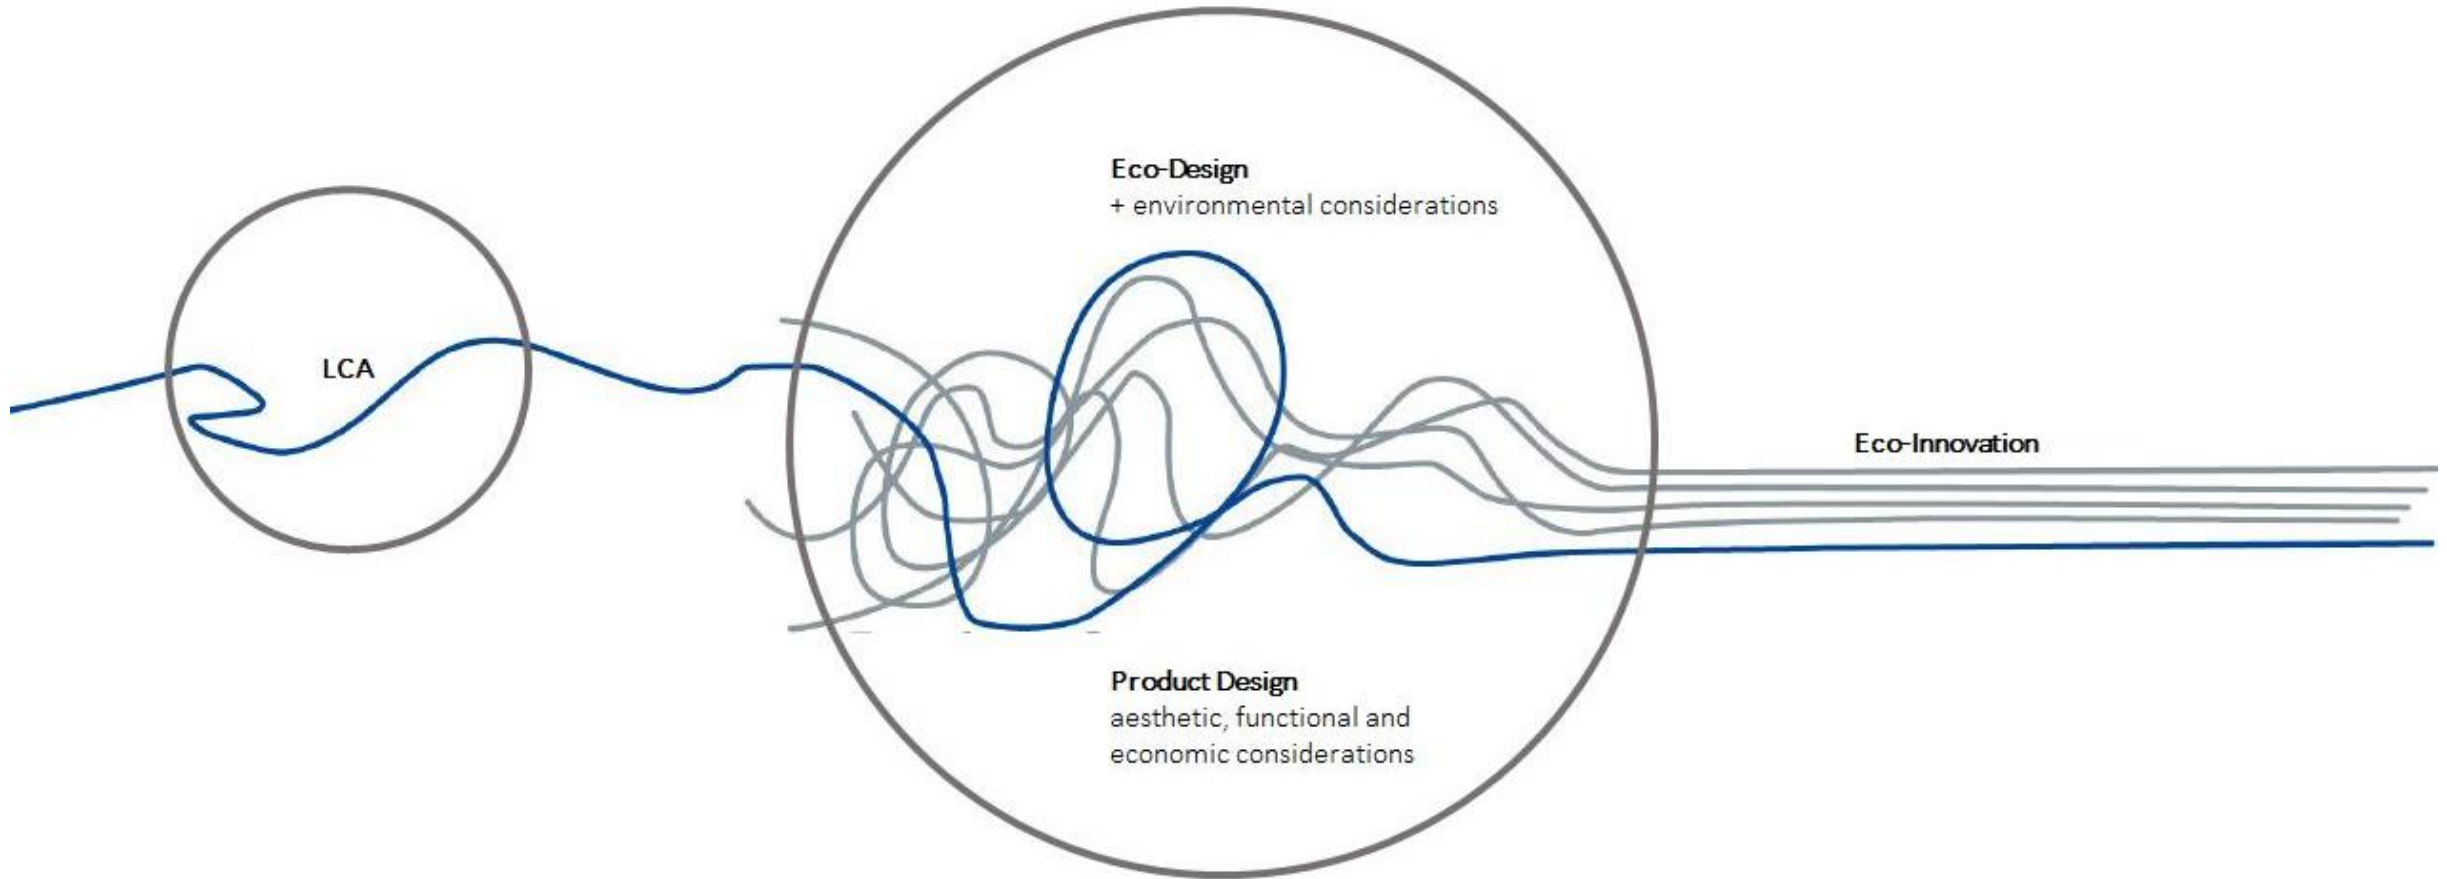 Eco-Design
+ environmental considerations
LCA
Eco-Innovation
Product Design
aesthetic, functional and
economic considerations